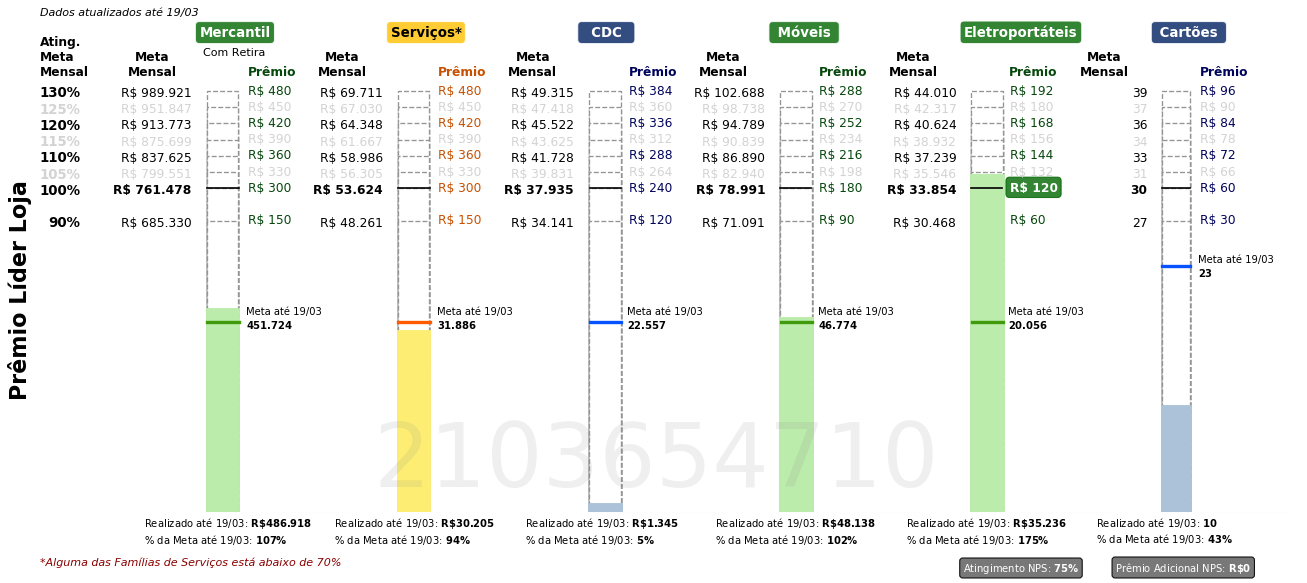 Dados atualizados até 19/03
Mercantil Serviços* CDC Móveis Eletroportáteis Cartões
Com Retira
Ating. Meta Mensal
Meta Mensal Prêmio Meta Mensal Prêmio Meta Mensal Prêmio Meta Mensal Prêmio Meta Mensal Prêmio Meta Mensal Prêmio
130% R$ 989.921 R$ 480 R$ 69.711 R$ 480 R$ 49.315 R$ 384 R$ 102.688 R$ 288 R$ 44.010 R$ 192 39 R$ 96
125% R$ 951.847 R$ 450 R$ 67.030 R$ 450 R$ 47.418 R$ 360 R$ 98.738 R$ 270 R$ 42.317 R$ 180 37 R$ 90
120% R$ 913.773 R$ 420 R$ 64.348 R$ 420 R$ 45.522 R$ 336 R$ 94.789 R$ 252 R$ 40.624 R$ 168 36 R$ 84
115% R$ 875.699 R$ 390 R$ 61.667 R$ 390 R$ 43.625 R$ 312 R$ 90.839 R$ 234 R$ 38.932 R$ 156 34 R$ 78
110% R$ 837.625 R$ 360 R$ 58.986 R$ 360 R$ 41.728 R$ 288 R$ 86.890 R$ 216 R$ 37.239 R$ 144 33 R$ 72
105% R$ 799.551 R$ 330 R$ 56.305 R$ 330 R$ 39.831 R$ 264 R$ 82.940 R$ 198 R$ 35.546 R$ 132 31 R$ 66
100% R$ 761.478 R$ 300 R$ 53.624 R$ 300 R$ 37.935 R$ 240 R$ 78.991 R$ 180 R$ 33.854 R$ 120 30 R$ 60
90% R$ 685.330 R$ 150 R$ 48.261 R$ 150 R$ 34.141 R$ 120 R$ 71.091 R$ 90 R$ 30.468 R$ 60 27 R$ 30
Prêmio Líder Loja
Meta até 19/03
23
Meta até 19/03 Meta até 19/03 Meta até 19/03 Meta até 19/03 Meta até 19/03
451.724 31.886 22.557 46.774 20.056
2103654710
Realizado até 19/03: R$486.918 Realizado até 19/03: R$30.205 Realizado até 19/03: R$1.345 Realizado até 19/03: R$48.138 Realizado até 19/03: R$35.236 Realizado até 19/03: 10
% da Meta até 19/03: 107% % da Meta até 19/03: 94% % da Meta até 19/03: 5% % da Meta até 19/03: 102% % da Meta até 19/03: 175% % da Meta até 19/03: 43%
*Alguma das Famílias de Serviços está abaixo de 70%
Atingimento NPS: 75% Prêmio Adicional NPS: R$0